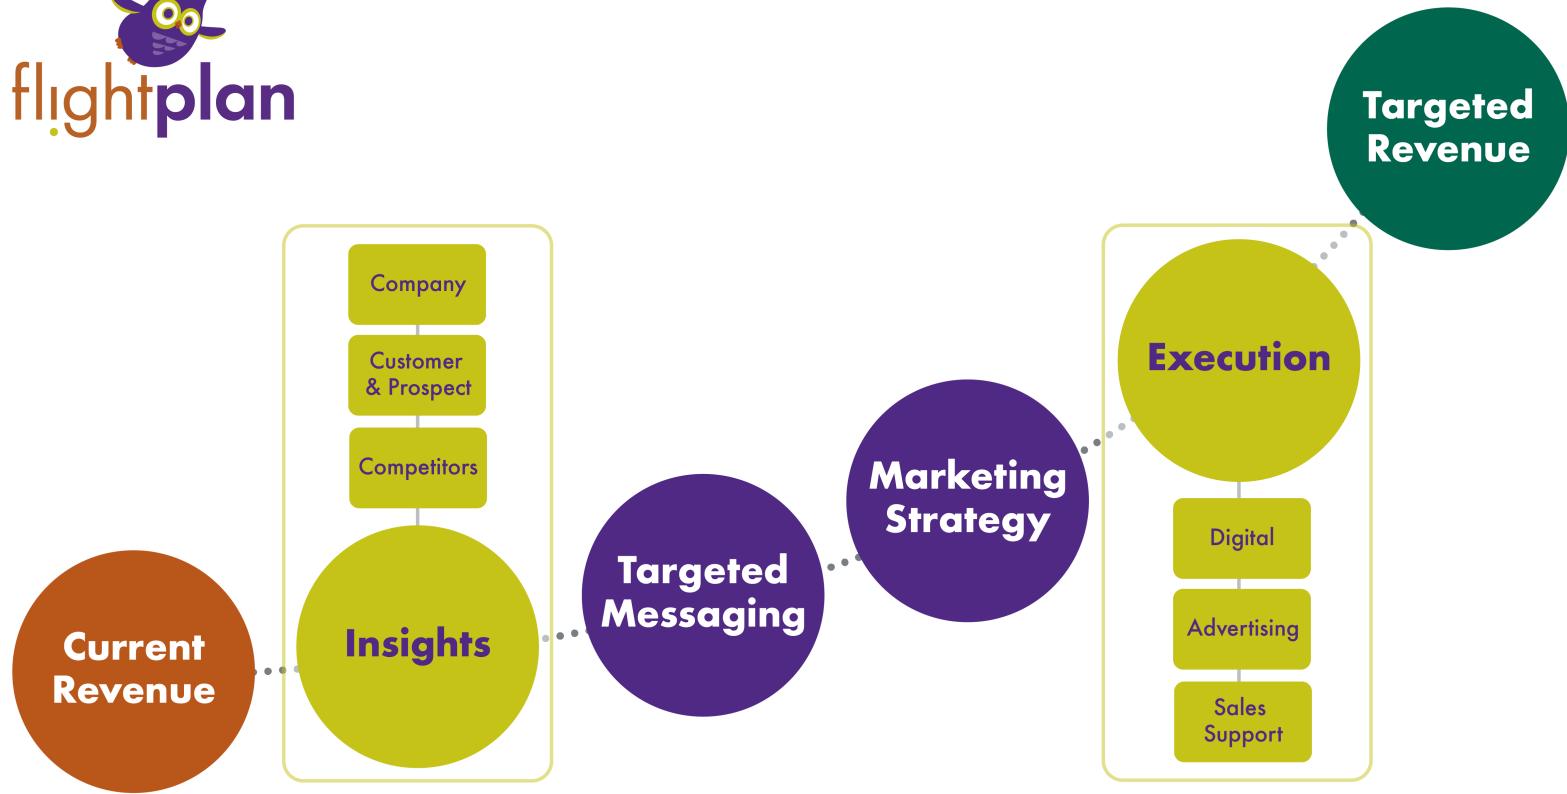 flightplan
Current
Revenue
Company
Customer
& Prospect
Competitors
Insights
Targeted
Messaging
Marketing
Strategy
Execution
Digital
Advertising
Sales
Support
Targeted
Revenue